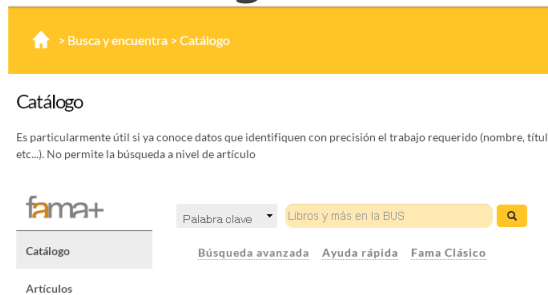 > Busca y encuentra > Catálogo
Catálogo
Es particularmente útil si ya conoce datos que identifiquen con precisión el trabajo requerido (nombre, títul
etc...). No permite la búsqueda a nivel de artículo
fama+
Palabra clave
Libros y más en la BUS
Catálogo
Búsqueda avanzada Ayuda rápida Fama Clásico
Artículos